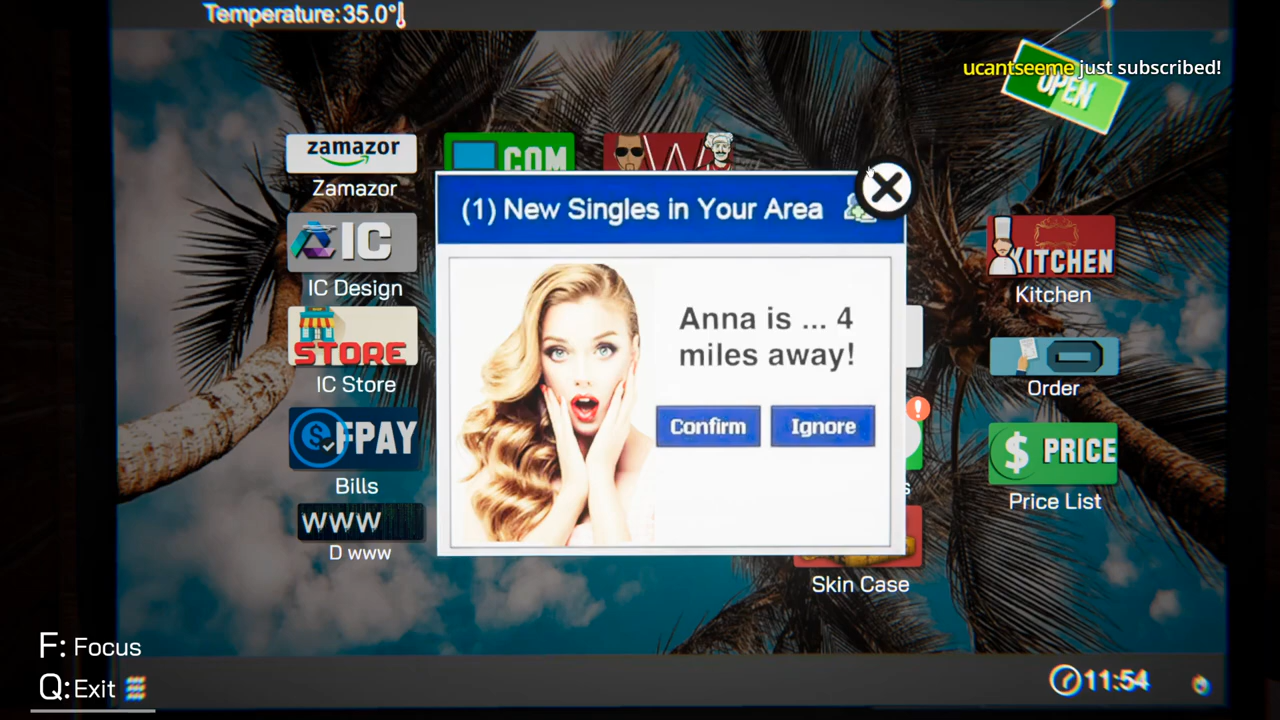 Temperature: 35.0°
ucantseeme just subscribed!
OPEN
zamazor
Zamazor
COM
W
(1) New Singles in Your Area
IC
IC Design
KITCHEN
Kitchen
STORE
IC Store
Anna is ... 4
miles away!
Order
Confirm
Ignore
FPAY
Bills
$ PRICE
Price List
s
WWW
D www
Skin Case
F: Focus
Q: Exit
11:54